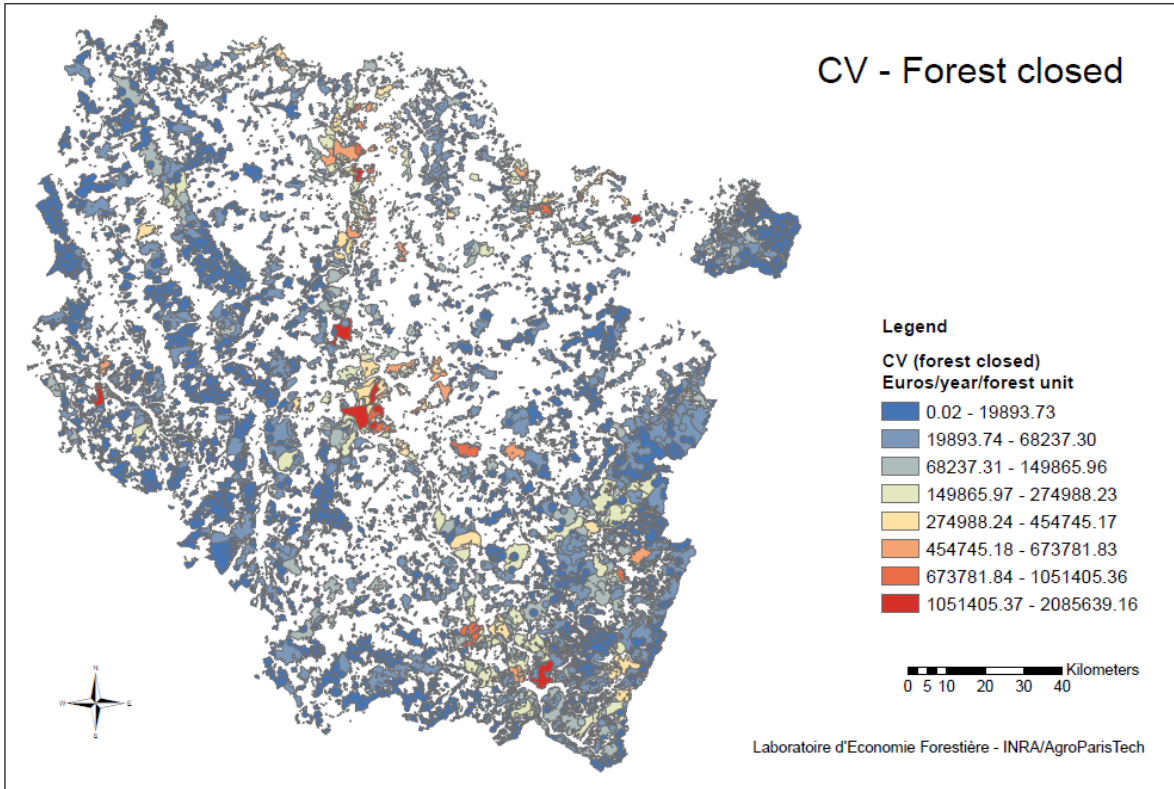 CV - Forest closed
Legend
CV (forest closed)
Euros/year/forest unit
0.02 - 19893.73
19893.74 - 68237.30
68237.31 - 149865.96
149865.97 - 274988.23
274988.24 - 454745.17
454745.18 - 673781.83
673781.84 - 1051405.36
1051405.37 - 2085639.16
N
W E
S
Kilometers
0 5 10 20 30 40
Laboratoire d'Economie Forestière - INRA/AgroParisTech